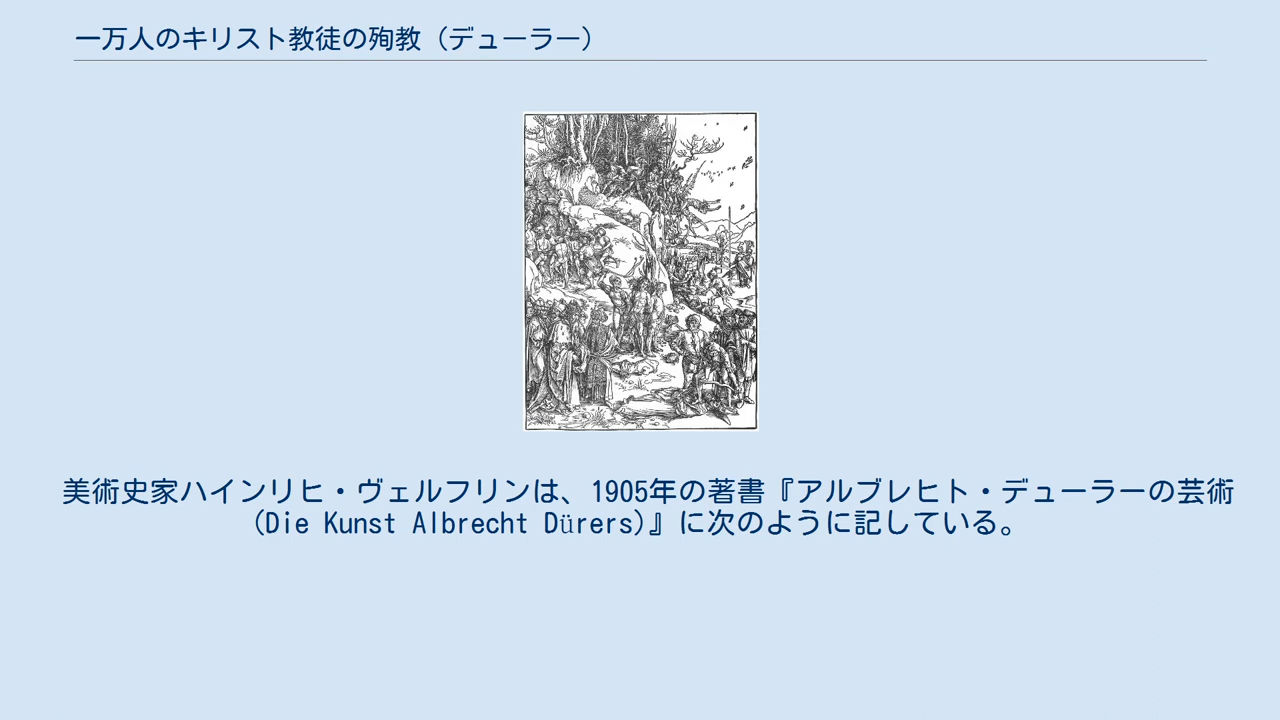 一万人のキリスト教徒の殉教（デューラー）
美術史家ハインリヒ・ヴェルフリンは、1905年の著書『アルブレヒト・デューラーの芸術
(Die Kunst Albrecht Dürers)』に次のように記している。